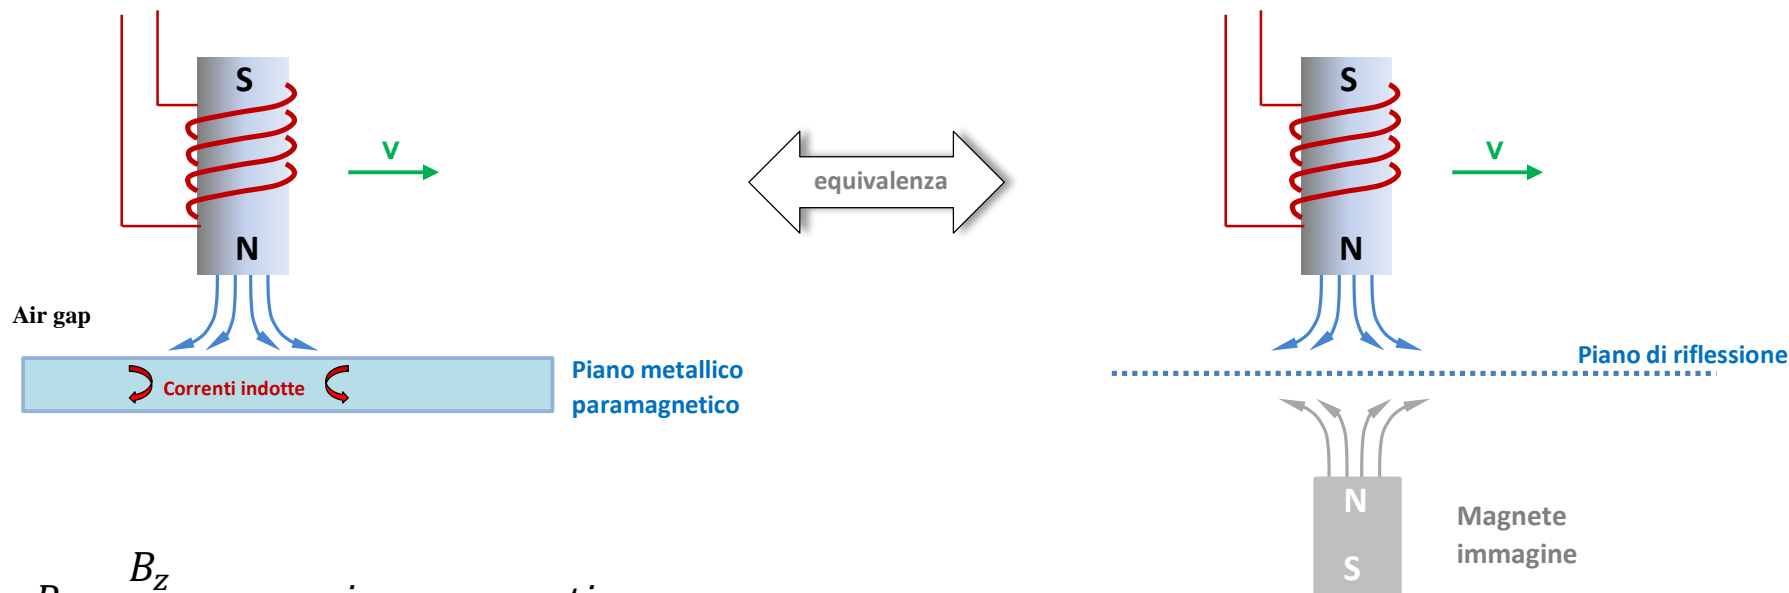 S
V
N
Air gap
Correnti indotte
Piano metallico
paramagnetico
equivalenza
S
V
N
Piano di riflessione
N
S
Magnete
immagine
B_z